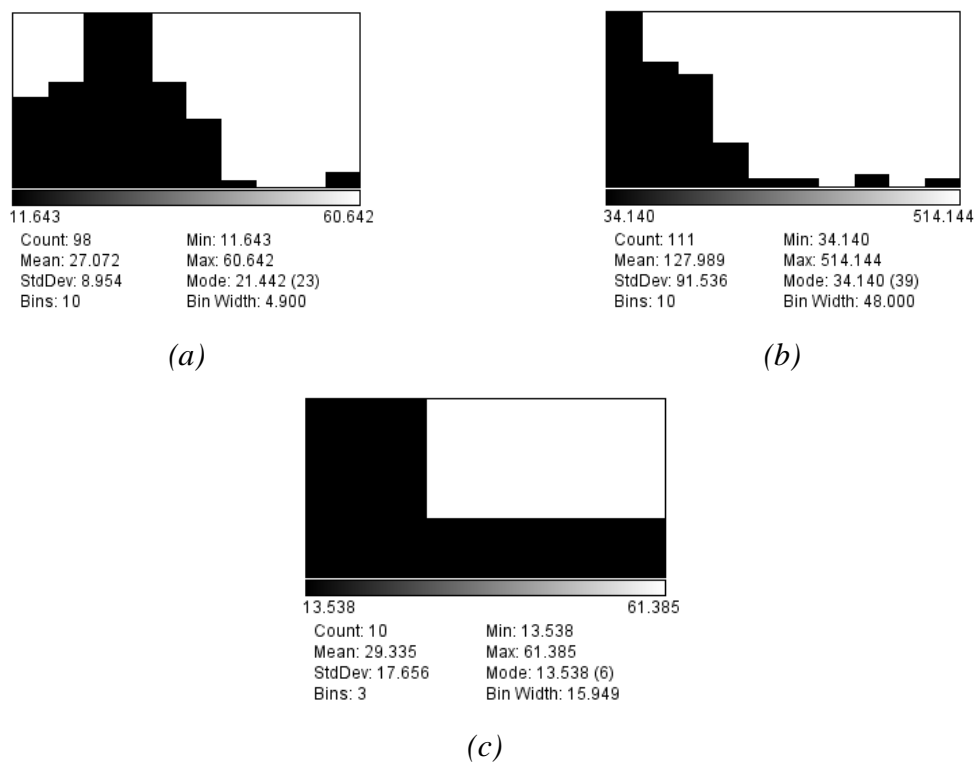 11.643 60.642
Count: 98 Min: 11.643
Mean: 27.072 Max: 60.642
StdDev: 8.954 Mode: 21.442 (23)
Bins: 10 Bin Width: 4.900
(a)
34.140 514.144
Count: 111 Min: 34.140
Mean: 127.989 Max: 514.144
StdDev: 91.536 Mode: 34.140 (39)
Bins: 10 Bin Width: 48.000
(b)
13.538 61.385
Count: 10 Min: 13.538
Mean: 29.335 Max: 61.385
StdDev: 17.656 Mode: 13.538 (6)
Bins: 3 Bin Width: 15.949
(c)